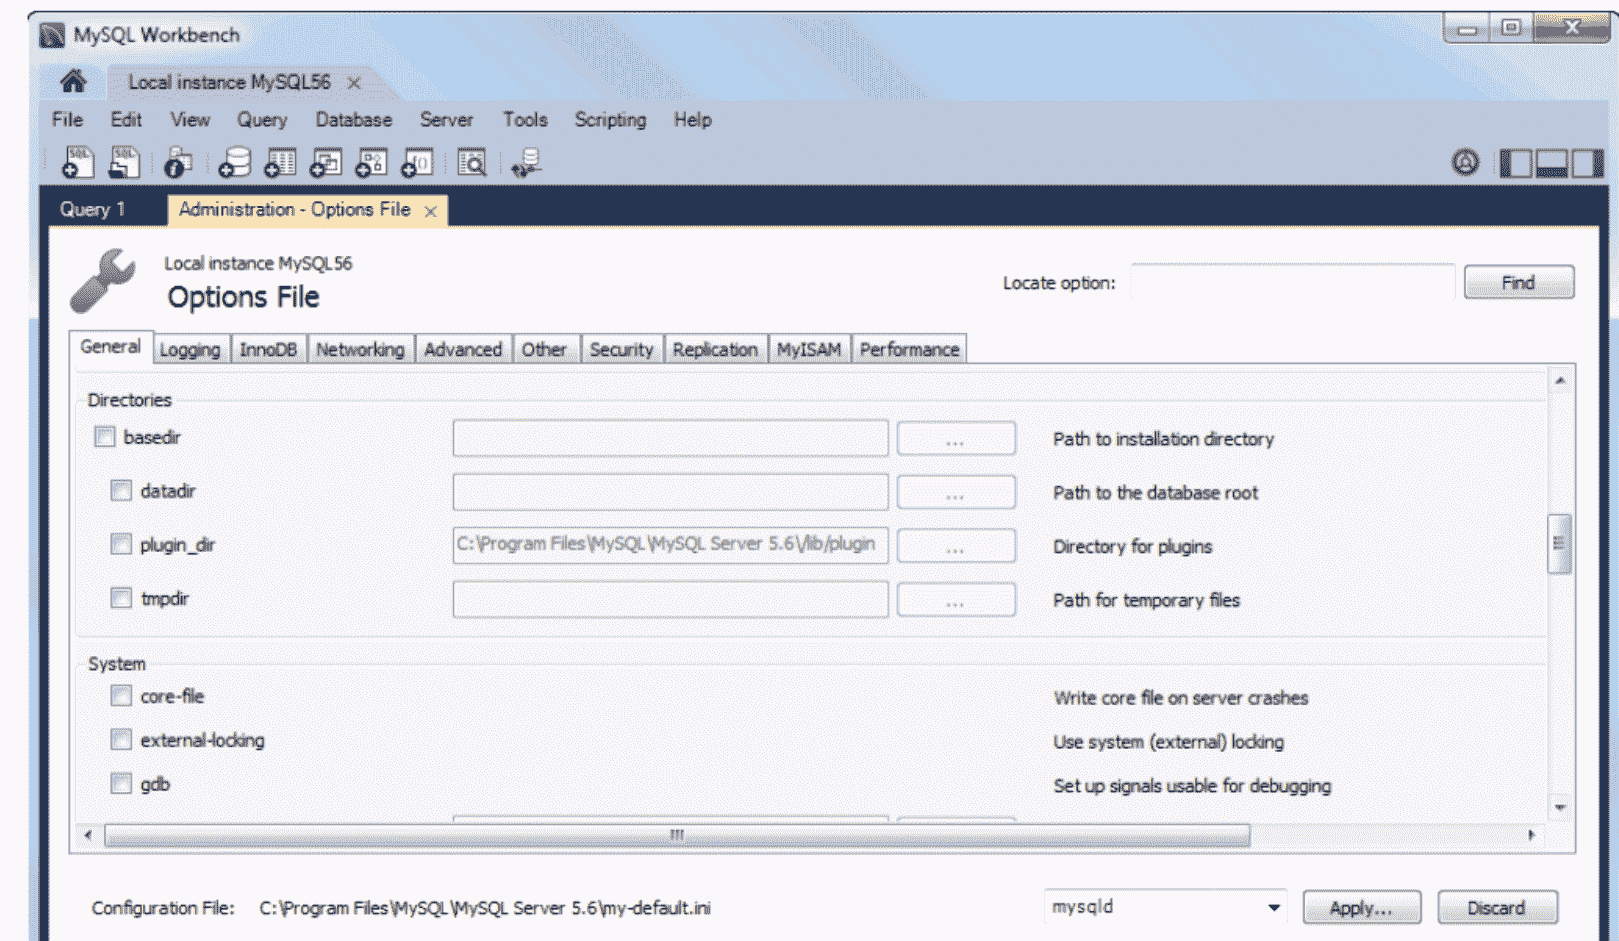 MySQL Workbench
Local instance MySQL56
File Edit View Query Database Server Tools Scripting Help
Query 1 Administration - Options File
Local instance MySQL56
Options File
Locate option: Find
General Logging InnoDB Networking Advanced Other Security Replication MyISAM Performance
Directories
basedir ... Path to installation directory
datadir ... Path to the database root
plugin_dir C:\Program Files\MySQL\MySQL Server 5.6\/lib/plugin ... Directory for plugins
tmpdir ... Path for temporary files
System
core-file Write core file on server crashes
external-locking Use system (external) locking
gdb Set up signals usable for debugging
Configuration File: C:\Program Files\MySQL\MySQL Server 5.6\my-default.ini mysqld Apply... Discard